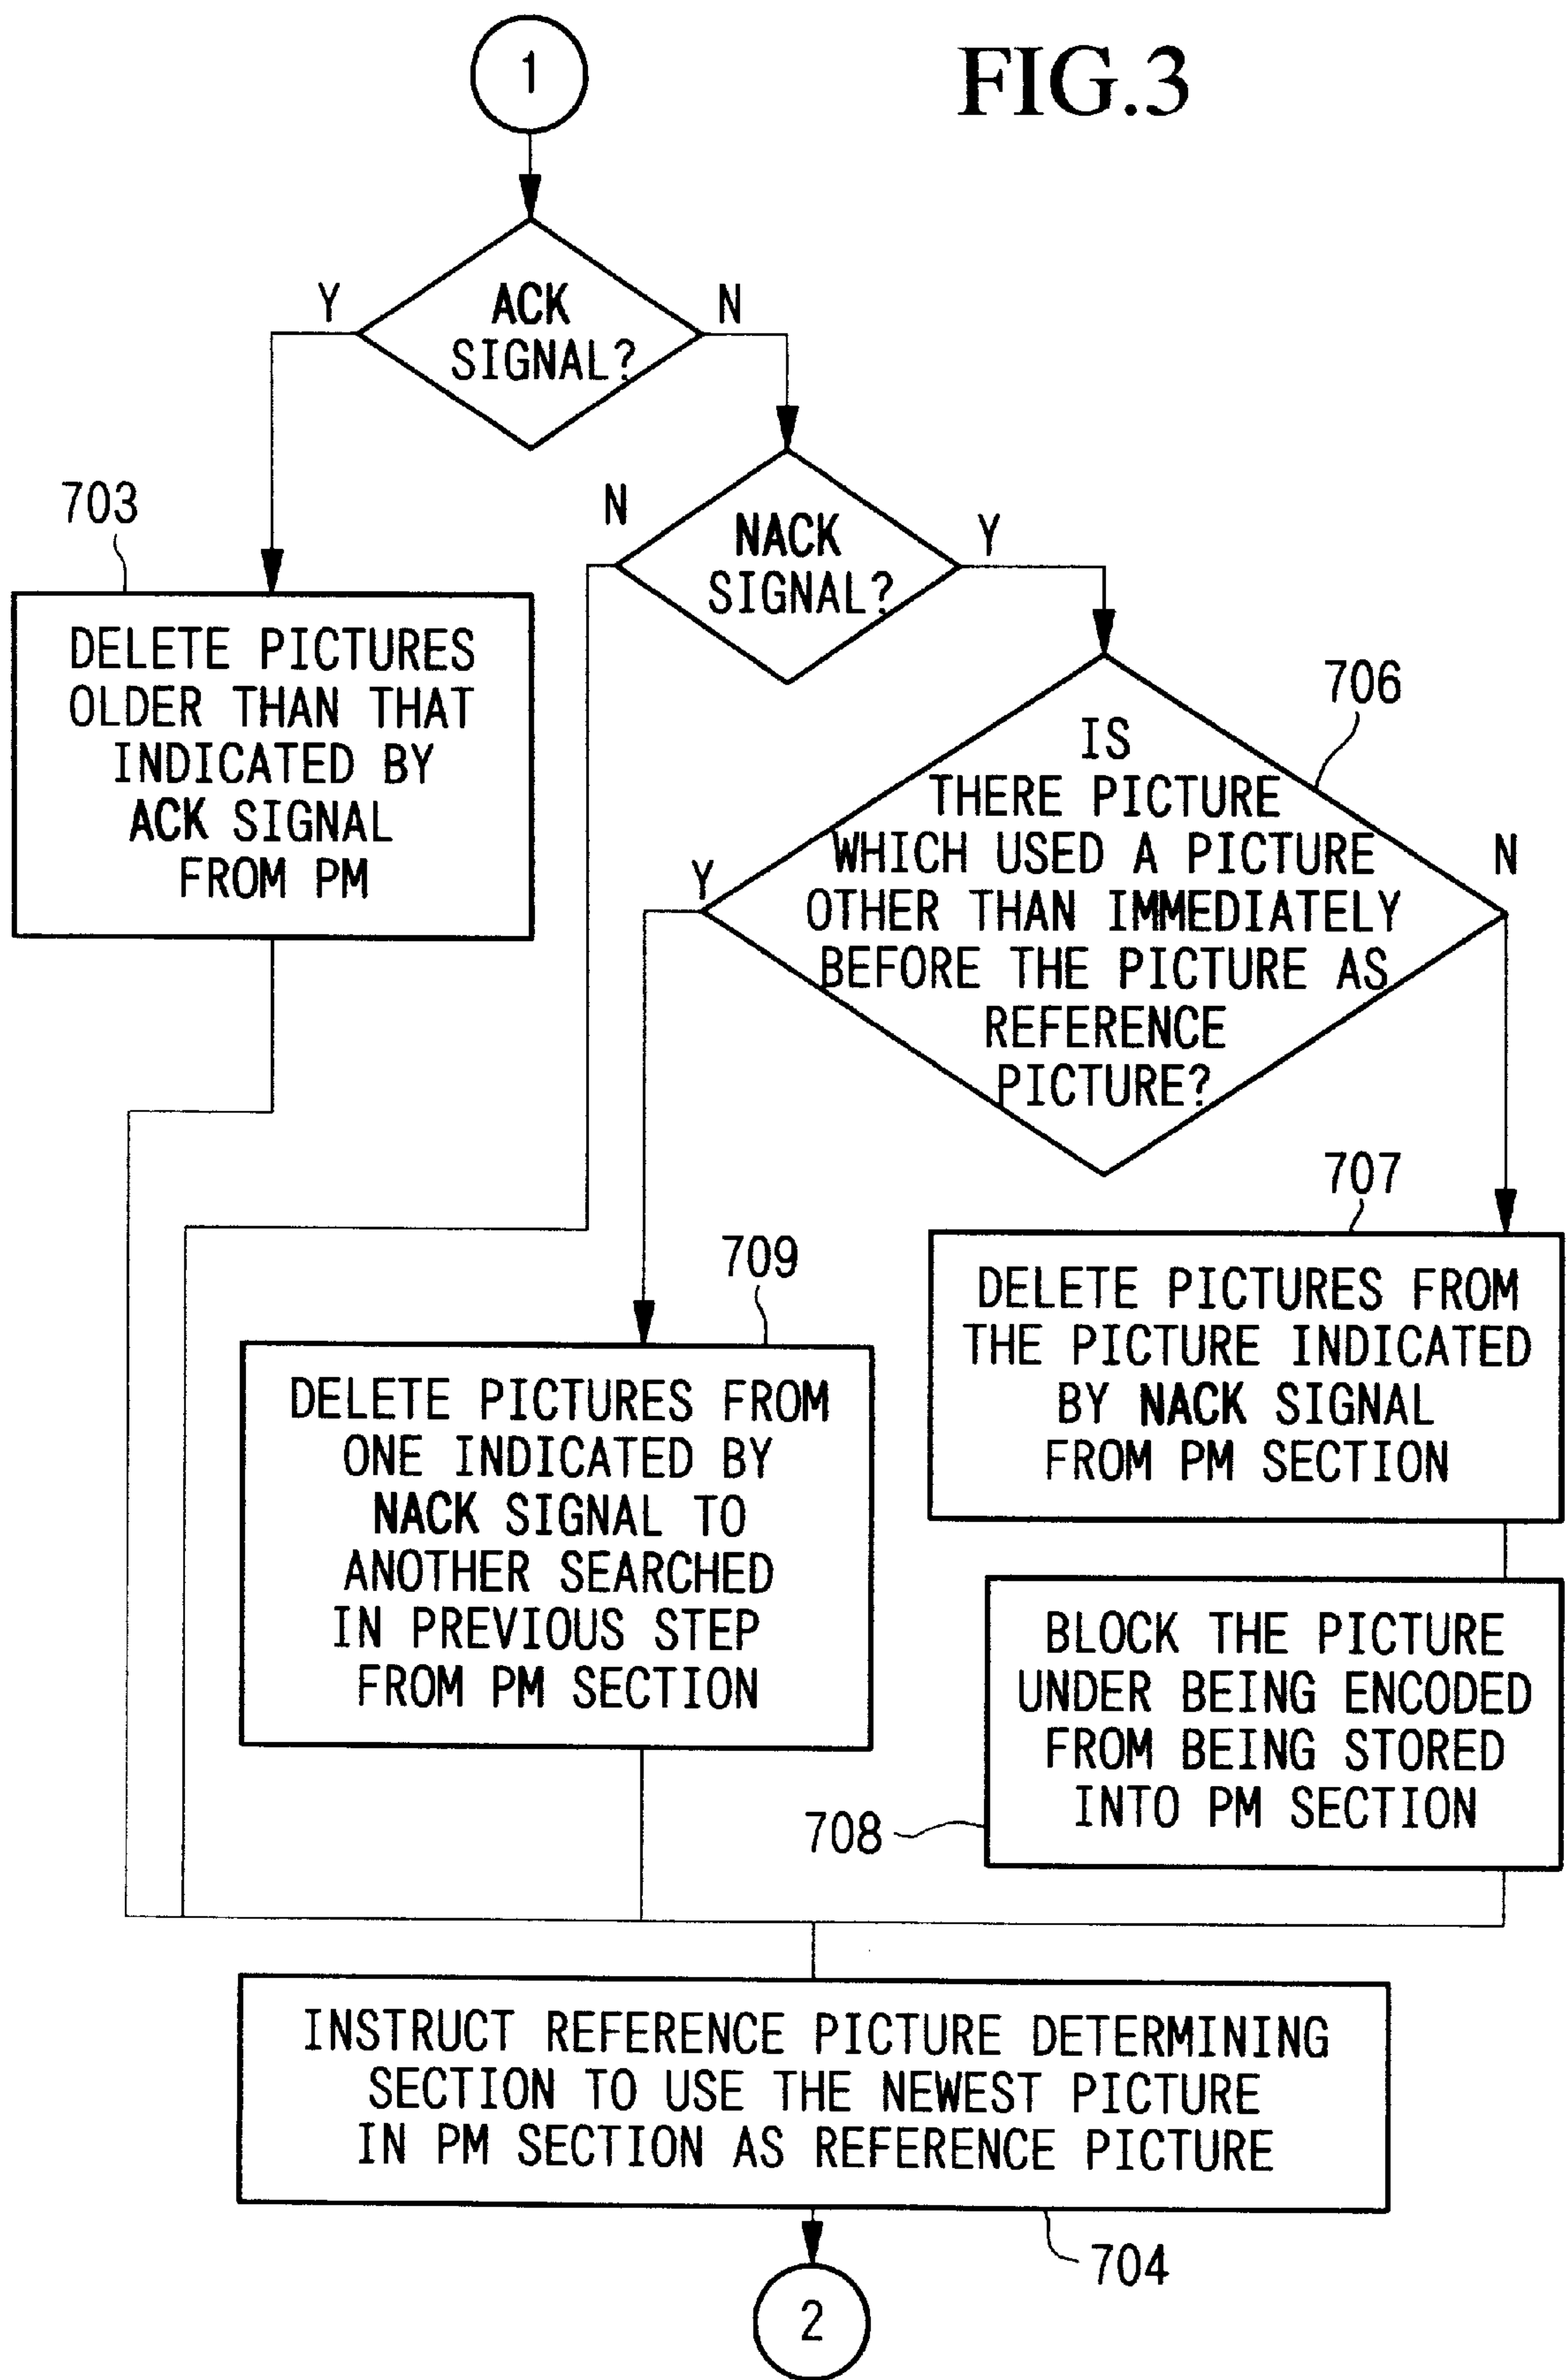 FIG.3
1
ACK
SIGNAL?
Y
N
NACK
SIGNAL?
N
Y
703
DELETE PICTURES
OLDER THAN THAT
INDICATED BY
ACK SIGNAL
FROM PM
706
IS
THERE PICTURE
WHICH USED A PICTURE
OTHER THAN IMMEDIATELY
BEFORE THE PICTURE AS
REFERENCE
PICTURE?
Y
N
709
DELETE PICTURES FROM
ONE INDICATED BY
NACK SIGNAL TO
ANOTHER SEARCHED
IN PREVIOUS STEP
FROM PM SECTION
707
DELETE PICTURES FROM
THE PICTURE INDICATED
BY NACK SIGNAL
FROM PM SECTION
BLOCK THE PICTURE
UNDER BEING ENCODED
FROM BEING STORED
INTO PM SECTION
708
INSTRUCT REFERENCE PICTURE DETERMINING
SECTION TO USE THE NEWEST PICTURE
IN PM SECTION AS REFERENCE PICTURE
704
2